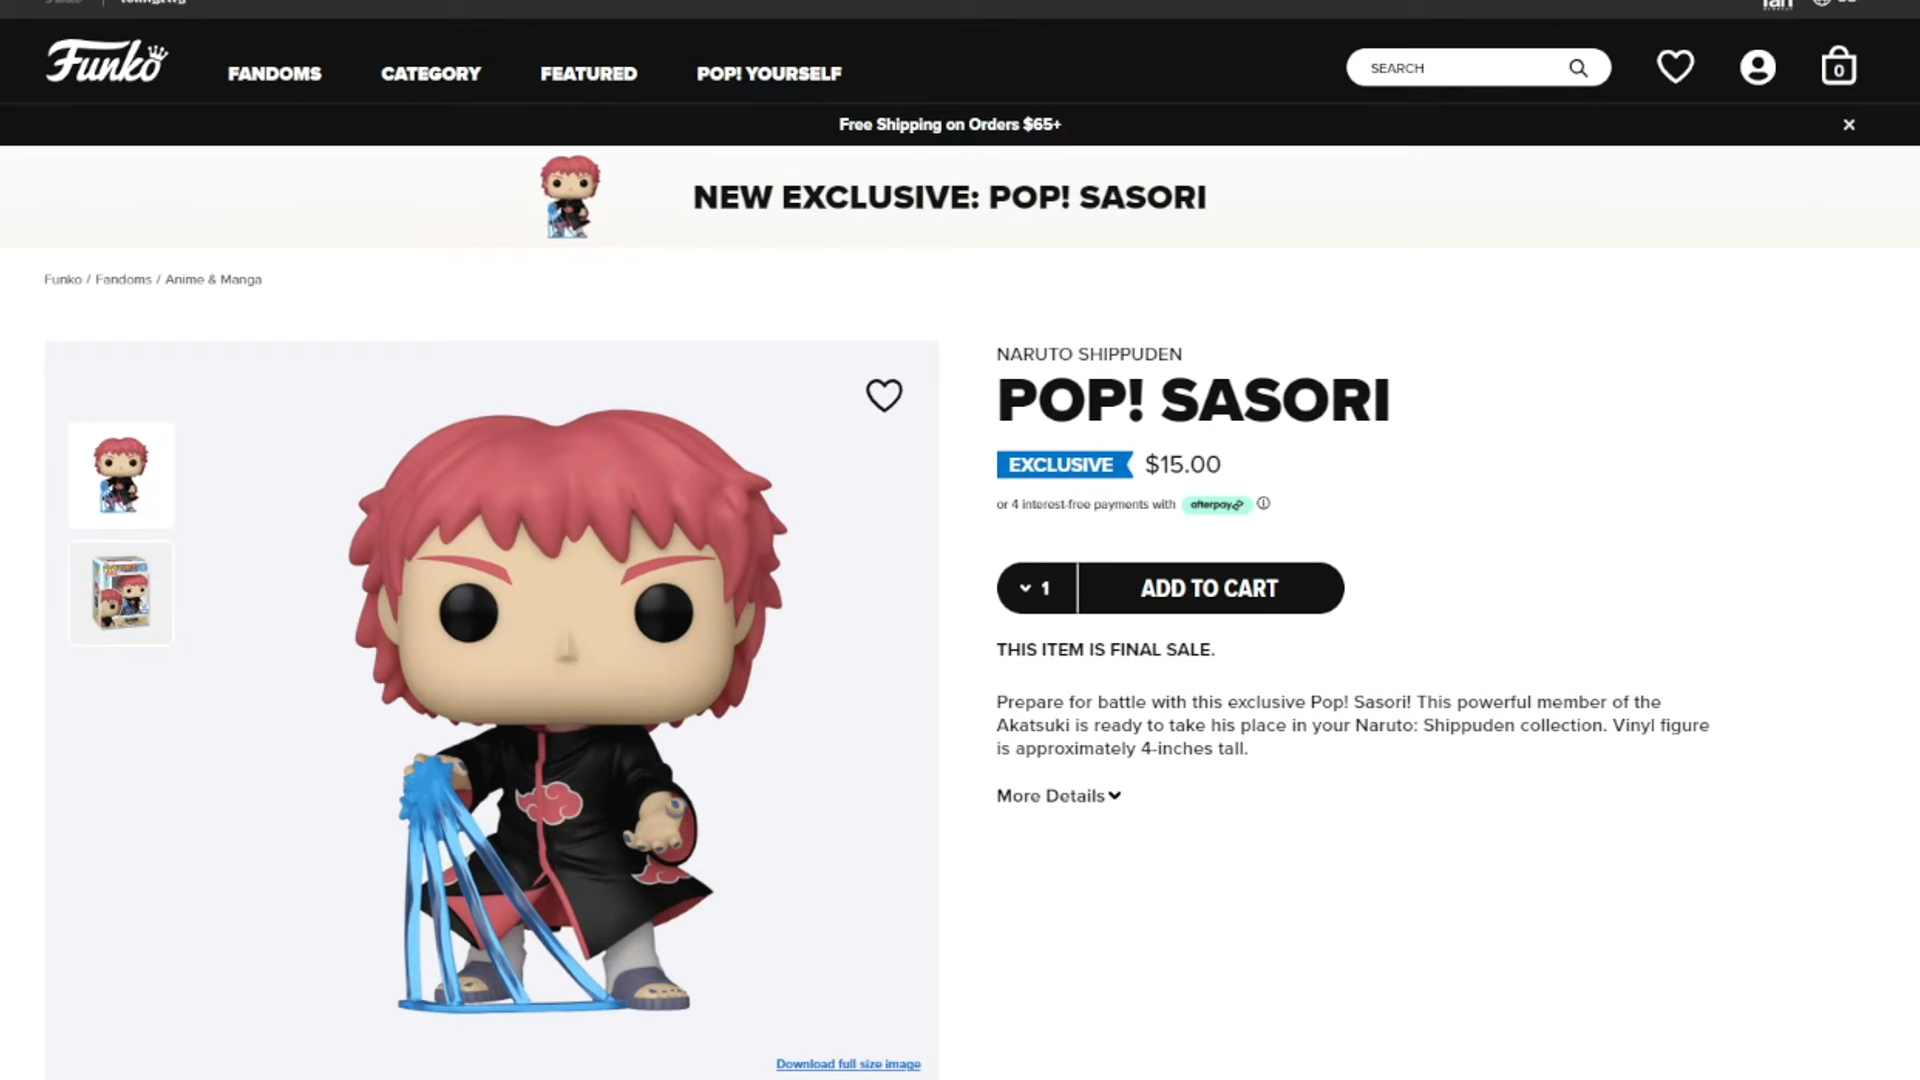 Funko
FANDOMS
CATEGORY
FEATURED
POP! YOURSELF
SEARCH
0
Free Shipping on Orders $65+
NEW EXCLUSIVE: POP! SASORI
Funko / Fandoms / Anime & Manga
NARUTO SHIPPUDEN
POP! SASORI
EXCLUSIVE $15.00
or 4 interest-free payments with afterpay
1
ADD TO CART
THIS ITEM IS FINAL SALE.
Prepare for battle with this exclusive Pop! Sasori! This powerful member of the
Akatsuki is ready to take his place in your Naruto: Shippuden collection. Vinyl figure
is approximately 4-inches tall.
More Details
Download full size image